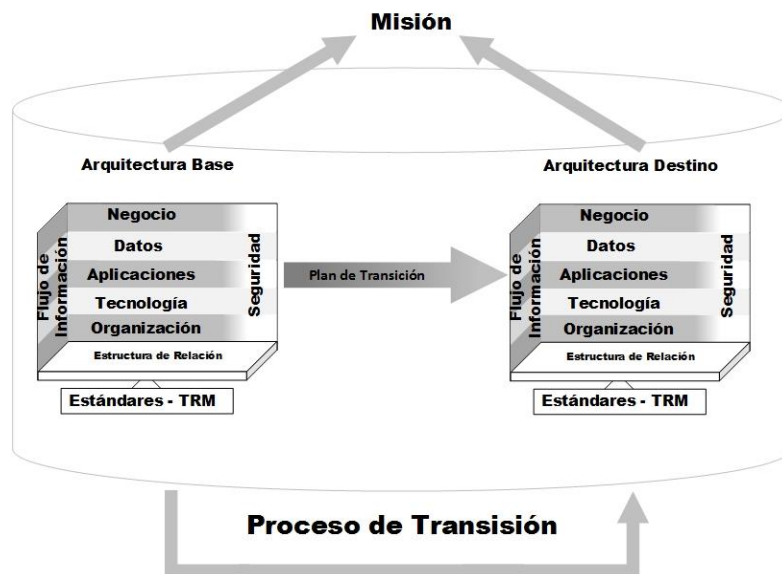 Misión
Arquitectura Base
Arquitectura Destino
Negocio
Datos
Aplicaciones
Tecnología
Organización
Flujo de
Información
Seguridad
Estructura de Relación
Estándares - TRM
Plan de Transición
Negocio
Datos
Aplicaciones
Tecnología
Organización
Flujo de
Información
Seguridad
Estructura de Relación
Estándares - TRM
Proceso de Transisión